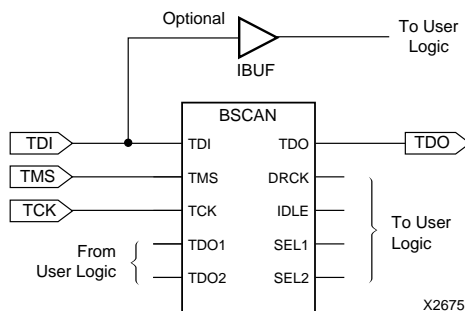 Optional
To User
Logic
IBUF
BSCAN
TDI
TDI
TDO
TDO
TMS
TMS
DRCK
TCK
TCK
IDLE
From
User Logic
TDO1
SEL1
TDO2
SEL2
To User
Logic
X2675